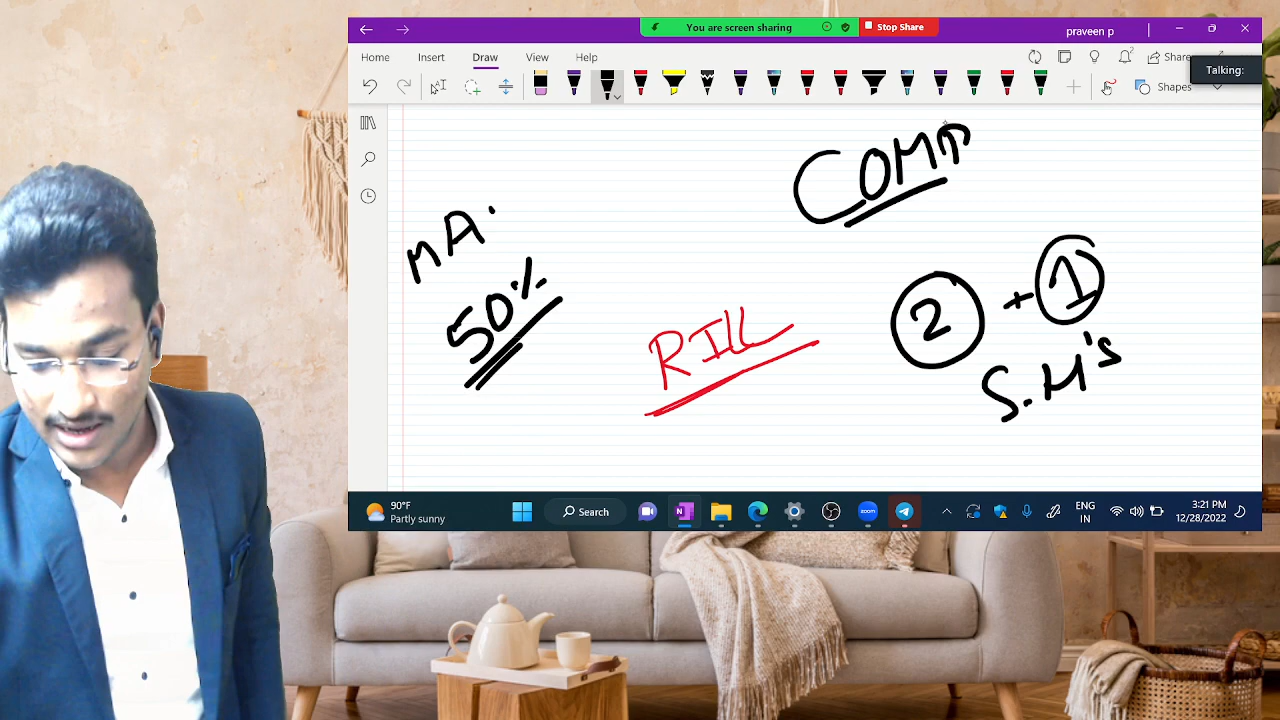 You are screen sharing
Stop Share
praveen p
Home Insert Draw View Help
Share
Talking:
Shapes
COMP
MA.
50%
2 + 1
S.M's
90°F
Partly sunny
Search
zoom
ENG
IN
3:21 PM
12/28/2022